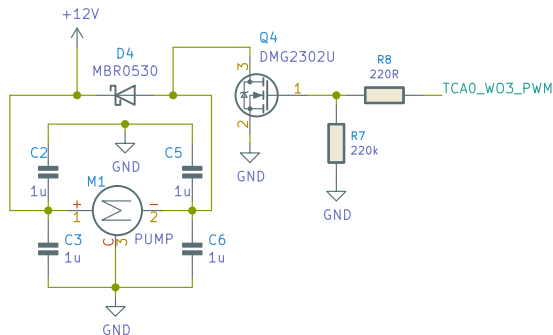 +12V
D4
MBR0530
Q4
DMG2302U
3
1
2
R8
220R
TCA0_WO3_PWM
R7
220k
GND
GND
GND
C2
1u
C5
1u
M1
+
1
−
2
PUMP
C
3
C3
1u
C6
1u
GND